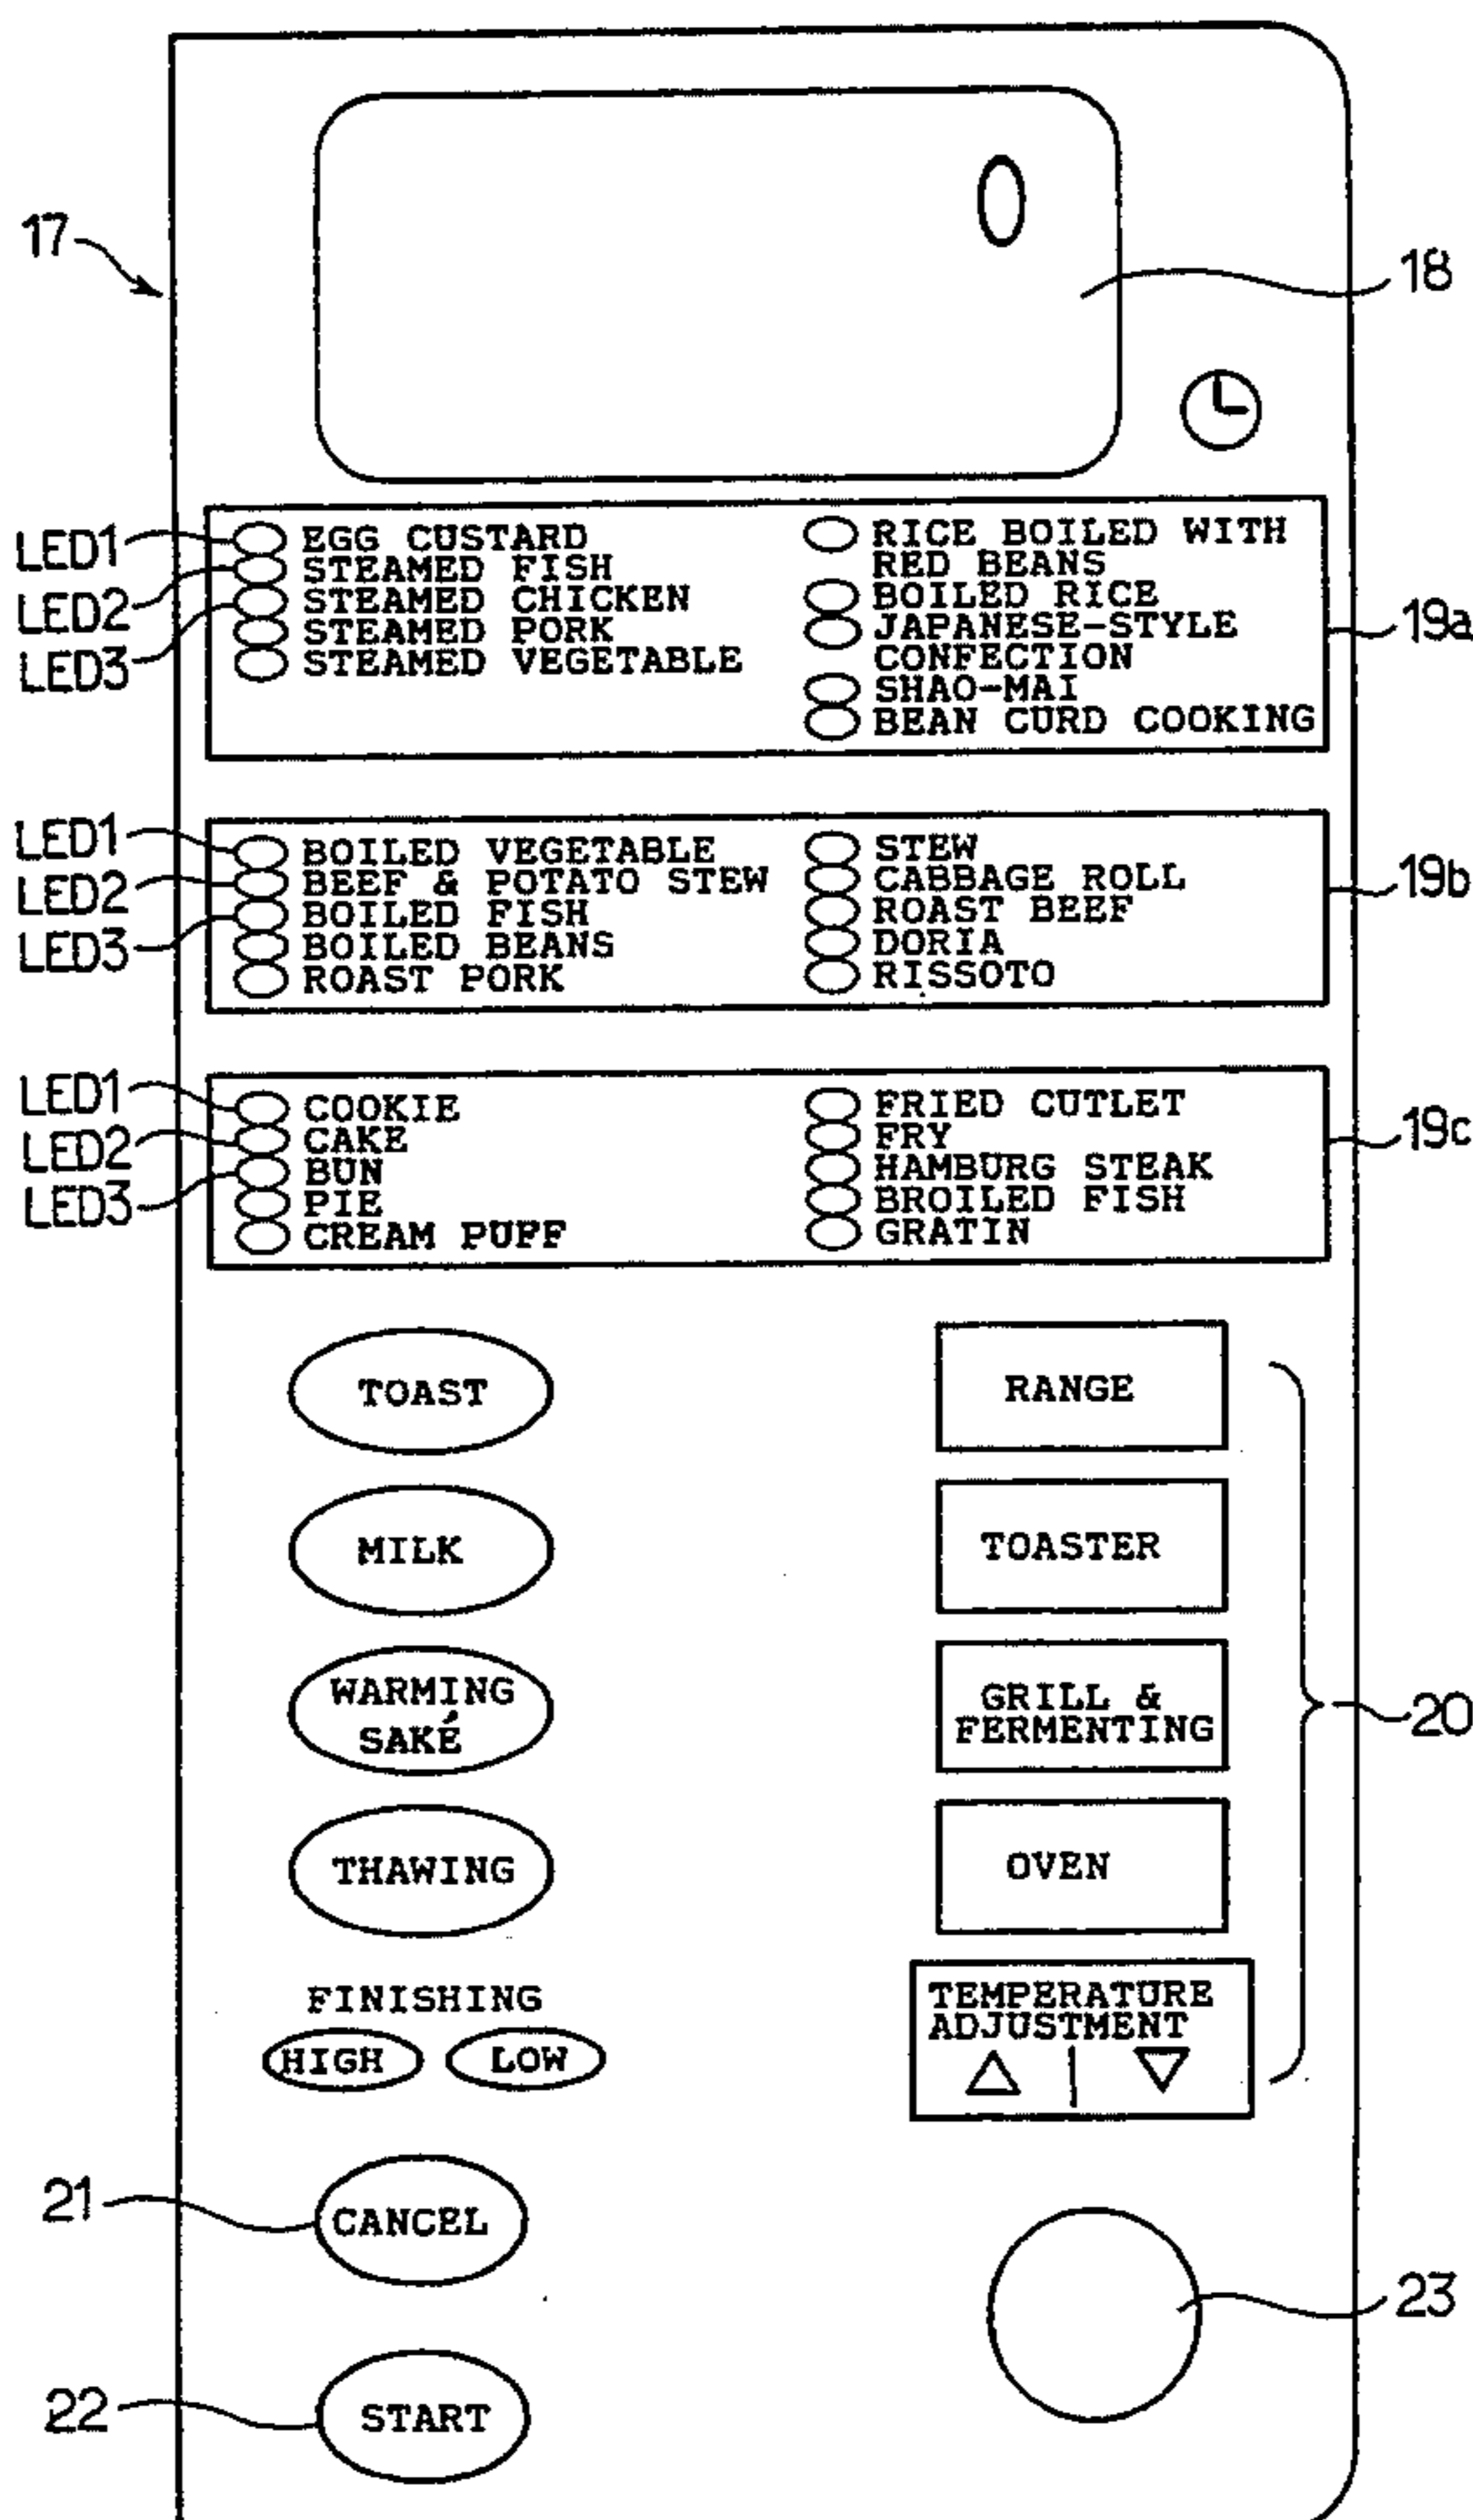 0
17
18
LED1
LED2
LED3
EGG CUSTARD
STEAMED FISH
STEAMED CHICKEN
STEAMED PORK
STEAMED VEGETABLE
RICE BOILED WITH
RED BEANS
BOILED RICE
JAPANESE-STYLE
CONFECTION
SHAO-MAI
BEAN CURD COOKING
19a
LED1
LED2
LED3
BOILED VEGETABLE
BEEF & POTATO STEW
BOILED FISH
BOILED BEANS
ROAST PORK
STEW
CABBAGE ROLL
ROAST BEEF
DORIA
RISSOTO
19b
LED1
LED2
LED3
COOKIE
CAKE
BUN
PIE
CREAM PUFF
FRIED CUTLET
FRY
HAMBURG STEAK
BROILED FISH
GRATIN
19c
TOAST
MILK
WARMING
SAKÉ
THAWING
FINISHING
HIGH LOW
RANGE
TOASTER
GRILL &
FERMENTING
OVEN
TEMPERATURE
ADJUSTMENT
20
21
CANCEL
22
START
23